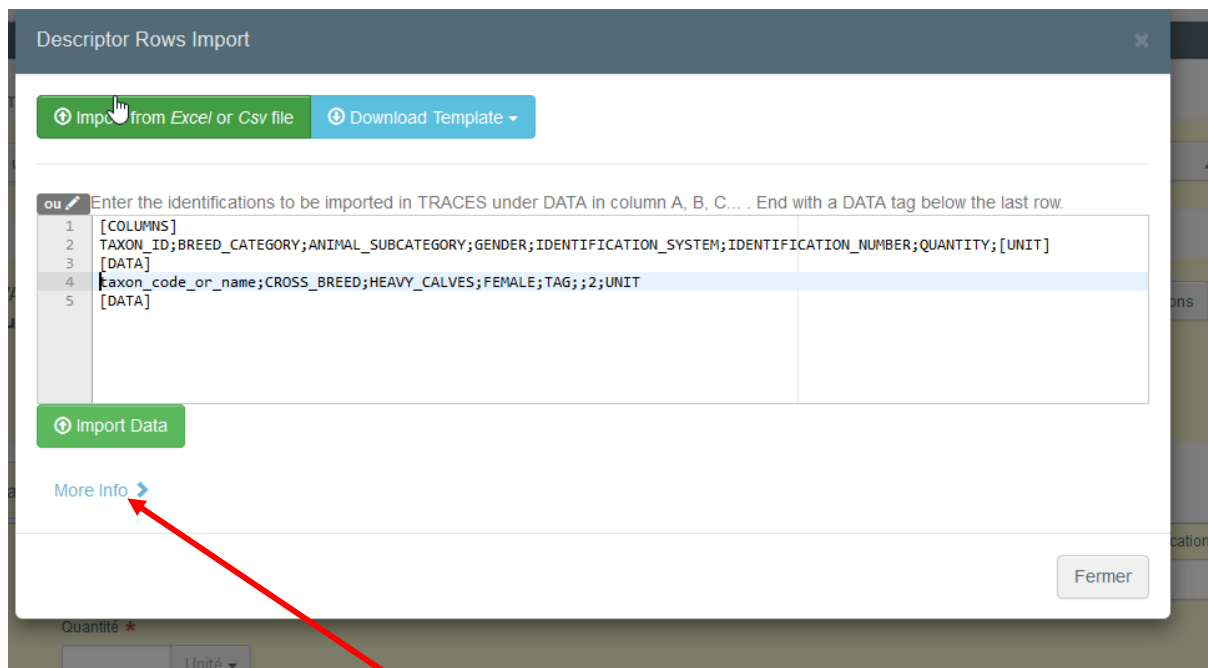 Descriptor Rows Import
×
Import from Excel or Csv file
Download Template
ou Enter the identifications to be imported in TRACES under DATA in column A, B, C... . End with a DATA tag below the last row.
1 [COLUMNS]
2 TAXON_ID;BREED_CATEGORY;ANIMAL_SUBCATEGORY;GENDER;IDENTIFICATION_SYSTEM;IDENTIFICATION_NUMBER;QUANTITY;[UNIT]
3 [DATA]
4 taxon_code_or_name;CROSS_BREED;HEAVY_CALVES;FEMALE;TAG;;2;UNIT
5 [DATA]
Import Data
More Info
Fermer
Quantité *
Unité